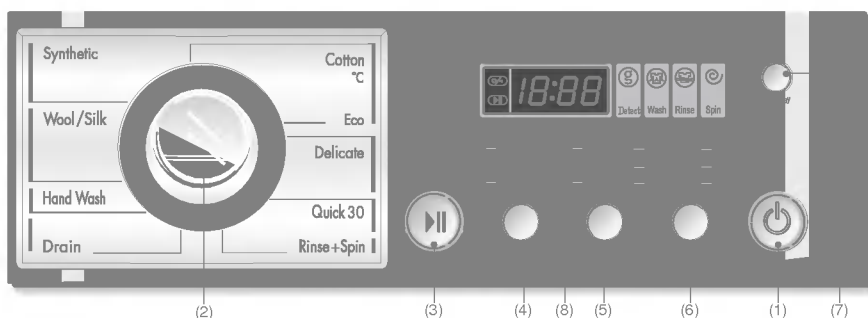 Synthetic
Cotton
°C
Wool/Silk
Eco
Delicate
Hand Wash
Quick 30
Drain
Rinse+Spin
18:88
Detect
Wash
Rinse
Spin
(2)
(3)
(4)
(8)
(5)
(6)
(1)
(7)